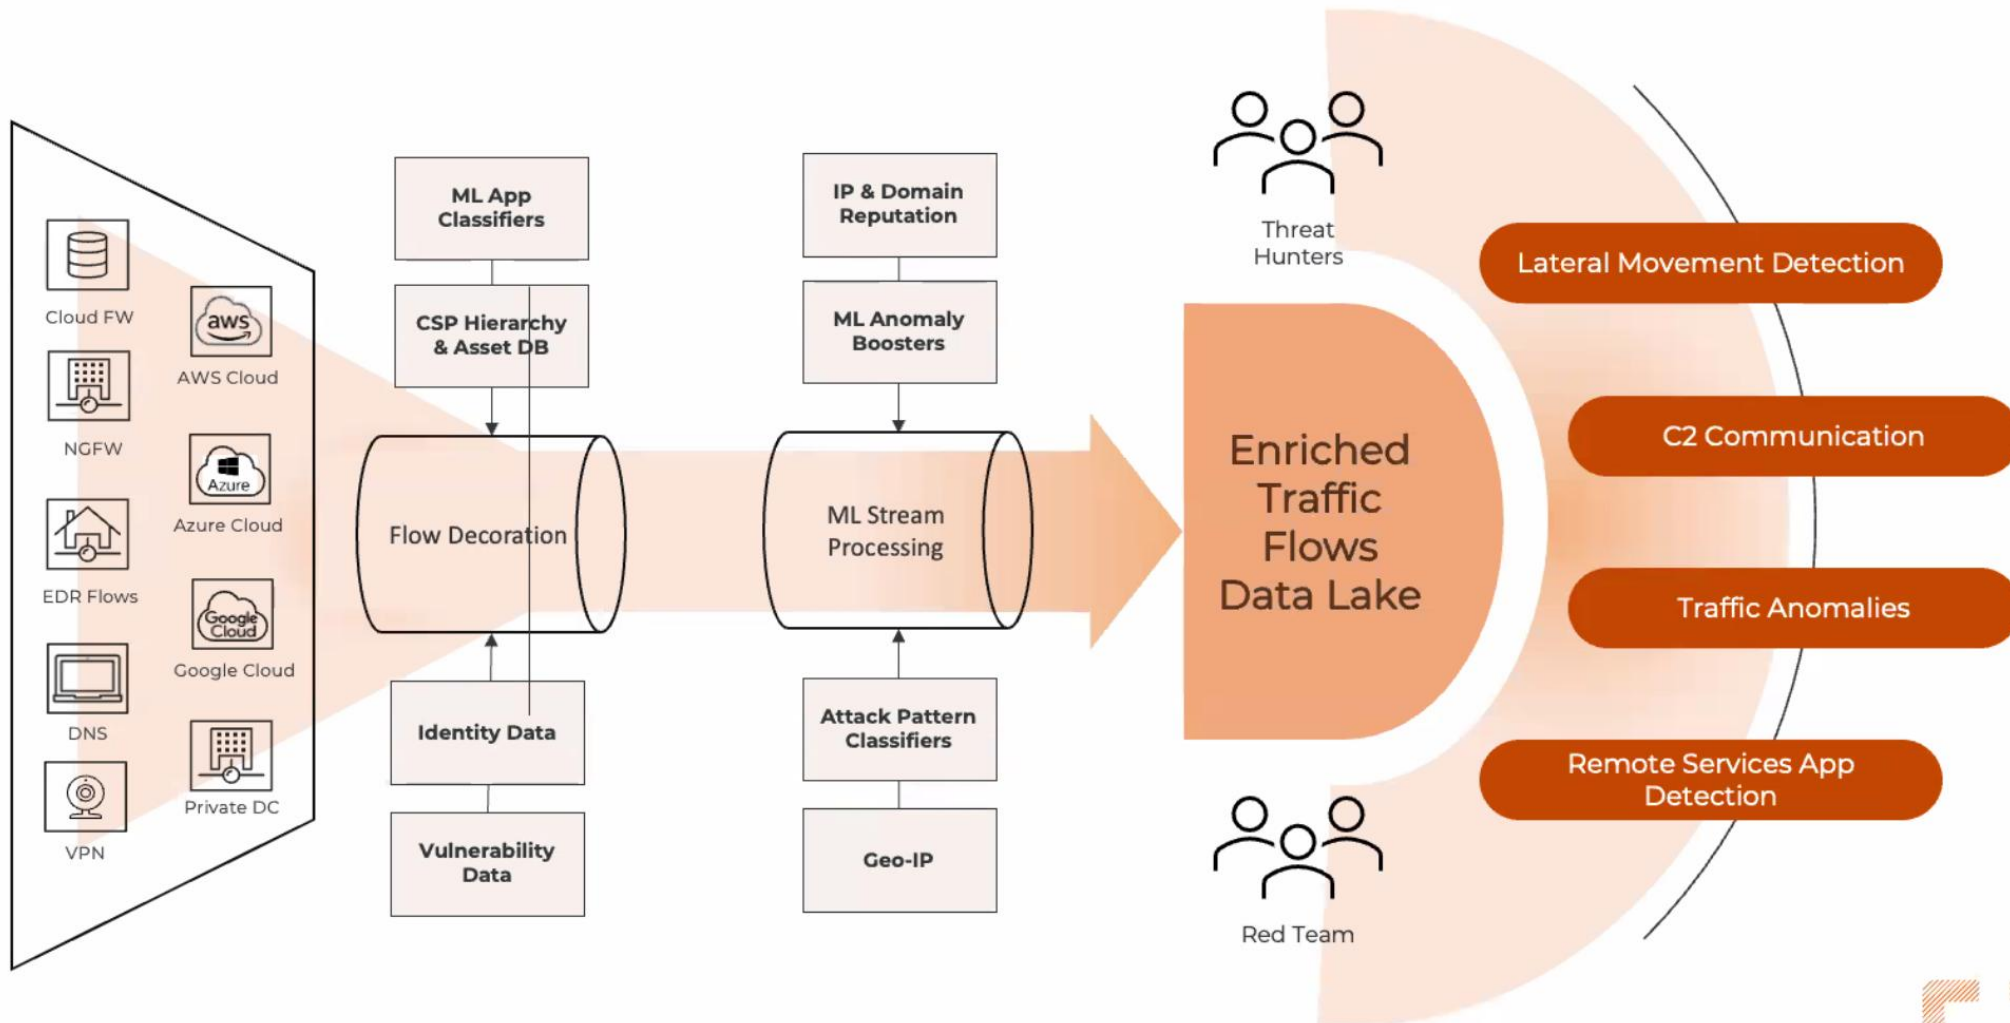 Cloud FW
NGFW
EDR Flows
DNS
VPN
aws
AWS Cloud
Azure
Azure Cloud
Google
Cloud
Google Cloud
Private DC
ML App
Classifiers
CSP Hierarchy
& Asset DB
Flow Decoration
Identity Data
Vulnerability
Data
IP & Domain
Reputation
ML Anomaly
Boosters
ML Stream
Processing
Attack Pattern
Classifiers
Geo-IP
Threat
Hunters
Enriched
Traffic
Flows
Data Lake
Red Team
Lateral Movement Detection
C2 Communication
Traffic Anomalies
Remote Services App
Detection